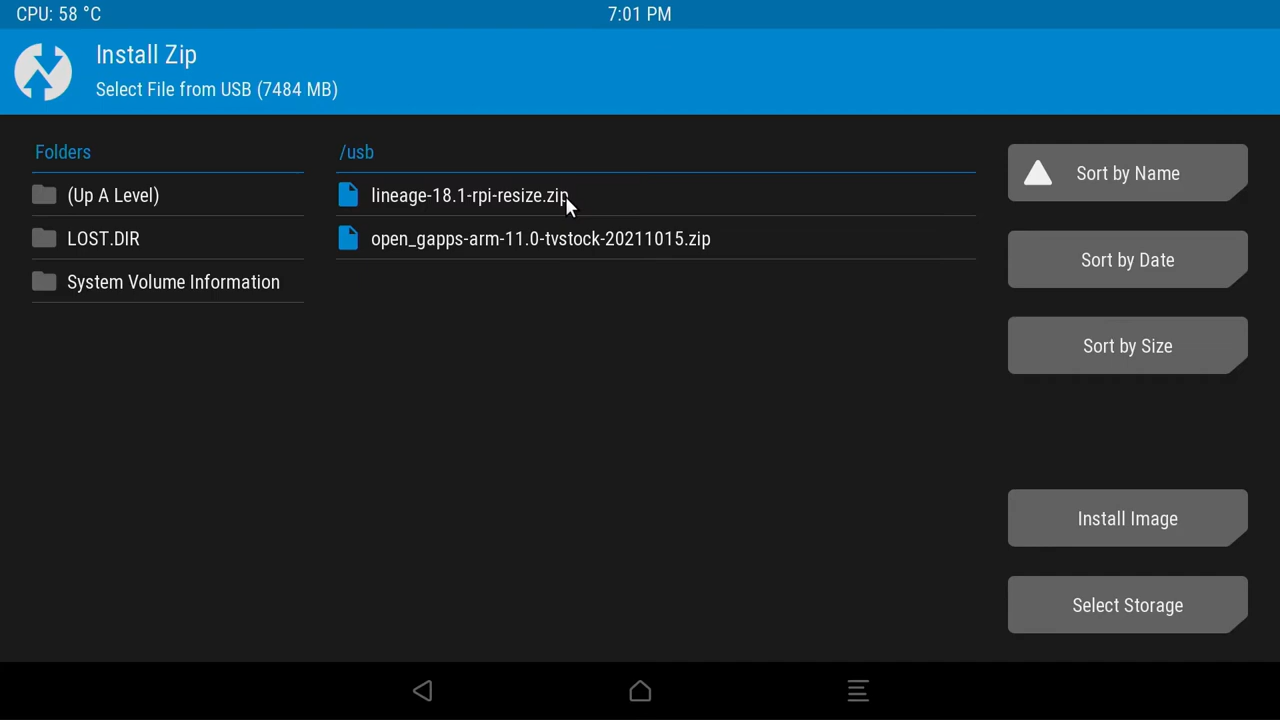 CPU: 58 °C
7:01 PM
Install Zip
Select File from USB (7484 MB)
Folders
(Up A Level)
LOST.DIR
System Volume Information
/usb
lineage-18.1-rpi-resize.zip
open_gapps-arm-11.0-tvstock-20211015.zip
Sort by Name
Sort by Date
Sort by Size
Install Image
Select Storage